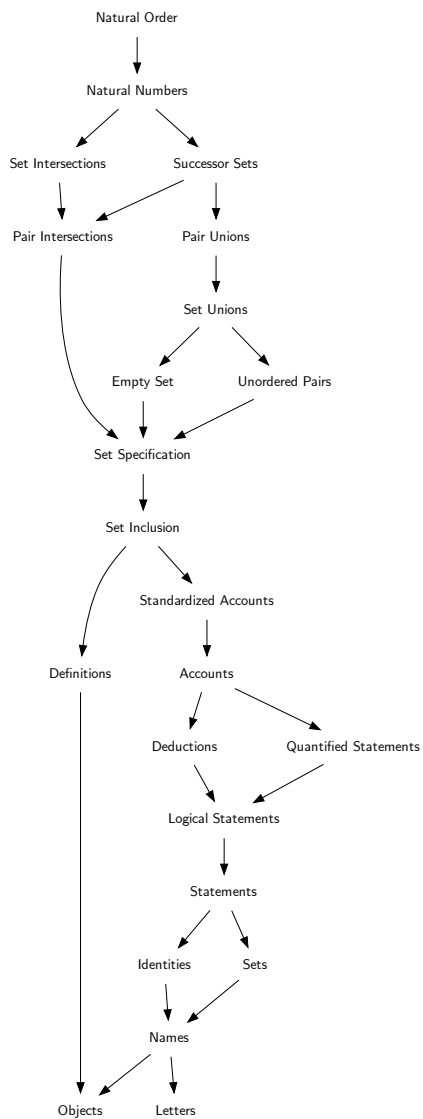 Natural Order
Natural Numbers
Set Intersections
Successor Sets
Pair Intersections
Pair Unions
Set Unions
Empty Set
Unordered Pairs
Set Specification
Set Inclusion
Standardized Accounts
Definitions
Accounts
Deductions
Quantified Statements
Logical Statements
Statements
Identities
Sets
Names
Objects
Letters